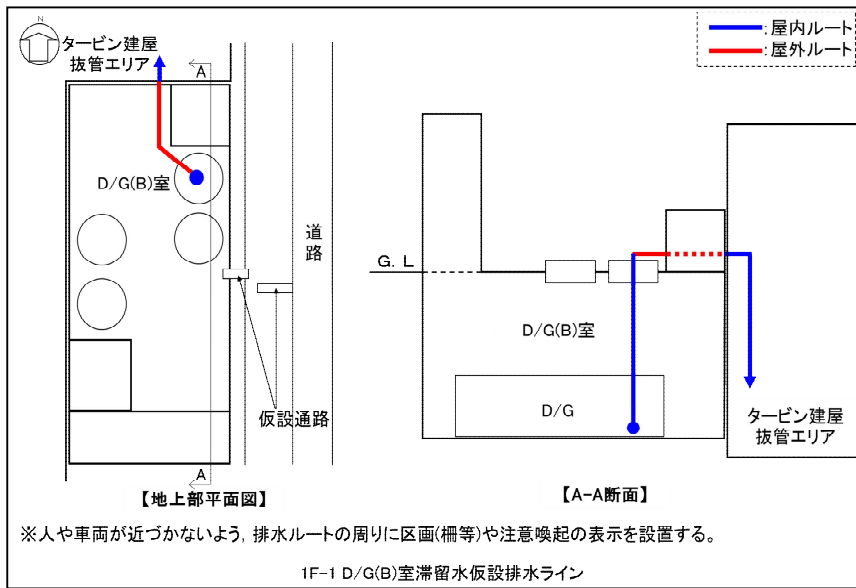 N
タービン建屋
抜管エリア
A
D/G(B)室
道路
仮設通路
A
【地上部平面図】
:屋内ルート
:屋外ルート
G.L
D/G(B)室
D/G
タービン建屋
抜管エリア
【A-A断面】
※人や車両が近づかないよう,排水ルートの周りに区画(柵等)や注意喚起の表示を設置する。
1F-1 D/G(B)室滞留水仮設排水ライン